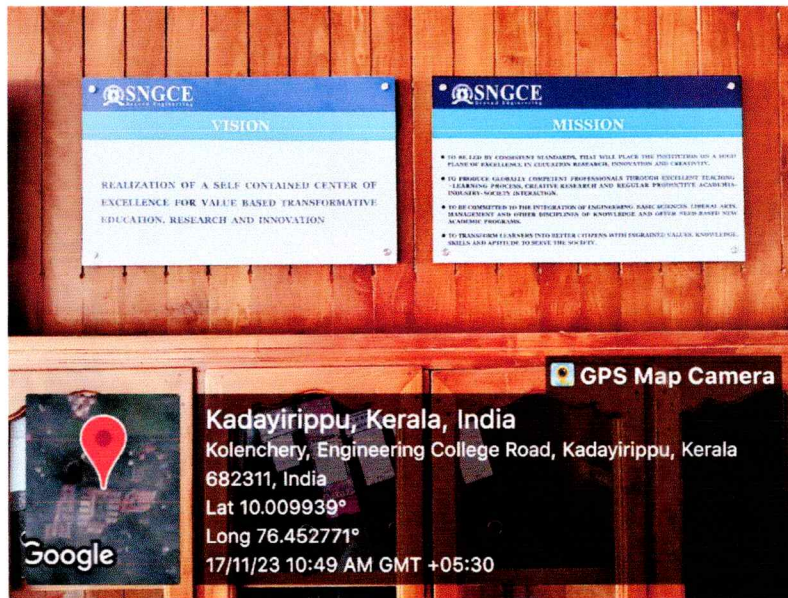 SNGCE
Beyond Engineering
VISION
REALIZATION OF A SELF CONTAINED CENTER OF
EXCELLENCE FOR VALUE BASED TRANSFORMATIVE
EDUCATION, RESEARCH AND INNOVATION
SNGCE
Beyond Engineering
MISSION
• TO BE LED BY CONSISTENT STANDARDS, THAT WILL PLACE THE INSTITUTION ON A SOLID
PLANE OF EXCELLENCE IN EDUCATION RESEARCH, INNOVATION AND CREATIVITY.
• TO PRODUCE GLOBALLY COMPETENT PROFESSIONALS THROUGH EXCELLENT TEACHING
-LEARNING PROCESS, CREATIVE RESEARCH AND REGULAR PRODUCTIVE ACADEMIA-
INDUSTRY-SOCIETY INTERACTION.
• TO BE COMMITTED TO THE INTEGRATION OF ENGINEERING, BASIC SCIENCES, LIBERAL ARTS,
MANAGEMENT AND OTHER DISCIPLINES OF KNOWLEDGE AND OFFER NEED-BASED NEW
ACADEMIC PROGRAMS.
• TO TRANSFORM LEARNERS INTO BETTER CITIZENS WITH INGRAINED VALUES, KNOWLEDGE,
SKILLS AND APTITUDE TO SERVE THE SOCIETY.
GPS Map Camera
Kadayirippu, Kerala, India
Kolenchery, Engineering College Road, Kadayirippu, Kerala
682311, India
Lat 10.009939°
Long 76.452771°
17/11/23 10:49 AM GMT +05:30
Google